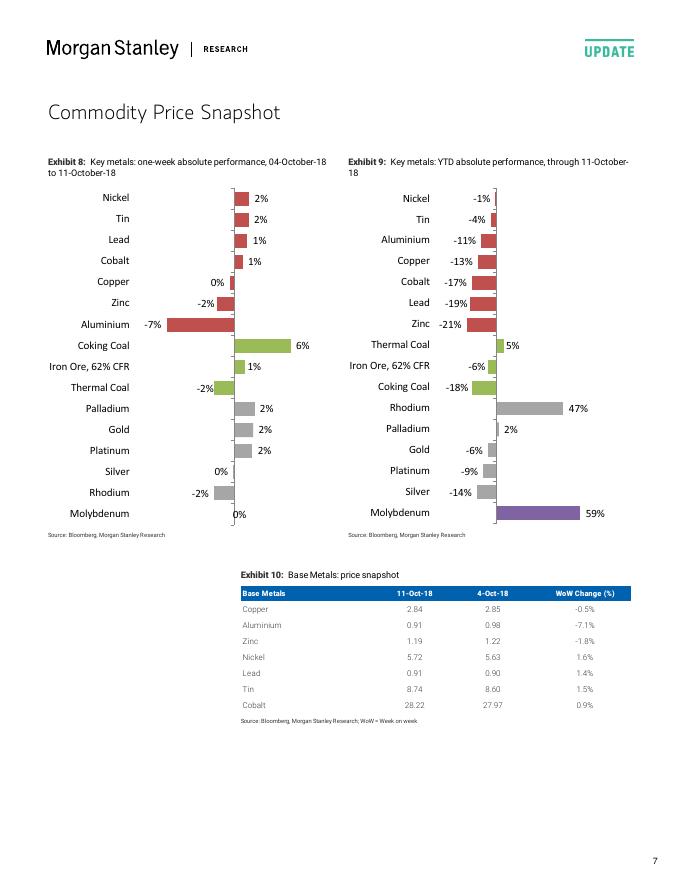 Morgan Stanley | RESEARCH
UPDATE
Commodity Price Snapshot
Exhibit 8: Key metals: one-week absolute performance, 04-October-18
to 11-October-18
Nickel 2%
Tin 2%
Lead 1%
Cobalt 1%
Copper 0%
Zinc -2%
Aluminium -7%
Coking Coal 6%
Iron Ore, 62% CFR 1%
Thermal Coal -2%
Palladium 2%
Gold 2%
Platinum 2%
Silver 0%
Rhodium -2%
Molybdenum 0%
Source: Bloomberg, Morgan Stanley Research
Exhibit 9: Key metals: YTD absolute performance, through 11-October-
18
Nickel -1%
Tin -4%
Aluminium -11%
Copper -13%
Cobalt -17%
Lead -19%
Zinc -21%
Thermal Coal 5%
Iron Ore, 62% CFR -6%
Coking Coal -18%
Rhodium 47%
Palladium 2%
Gold -6%
Platinum -9%
Silver -14%
Molybdenum 59%
Source: Bloomberg, Morgan Stanley Research
Exhibit 10: Base Metals: price snapshot
Base Metals 11-Oct-18 4-Oct-18 WoW Change (%)
Copper 2.84 2.85 -0.5%
Aluminium 0.91 0.98 -7.1%
Zinc 1.19 1.22 -1.8%
Nickel 5.72 5.63 1.6%
Lead 0.91 0.90 1.4%
Tin 8.74 8.60 1.5%
Cobalt 28.22 27.97 0.9%
Source: Bloomberg, Morgan Stanley Research; WoW = Week on week
7